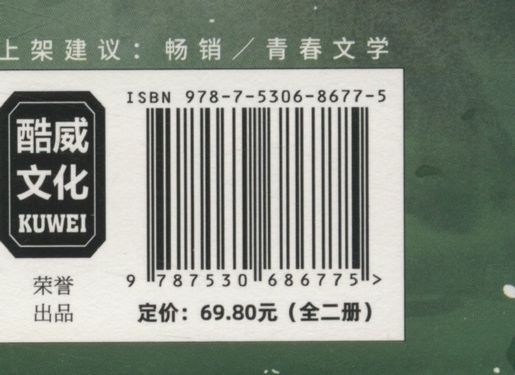 上架建议：畅销／青春文学
ISBN 978-7-5306-8677-5
酷威
文化
KUWEI
荣誉
出品
9 787530 686775 >
定价：69.80元（全二册）